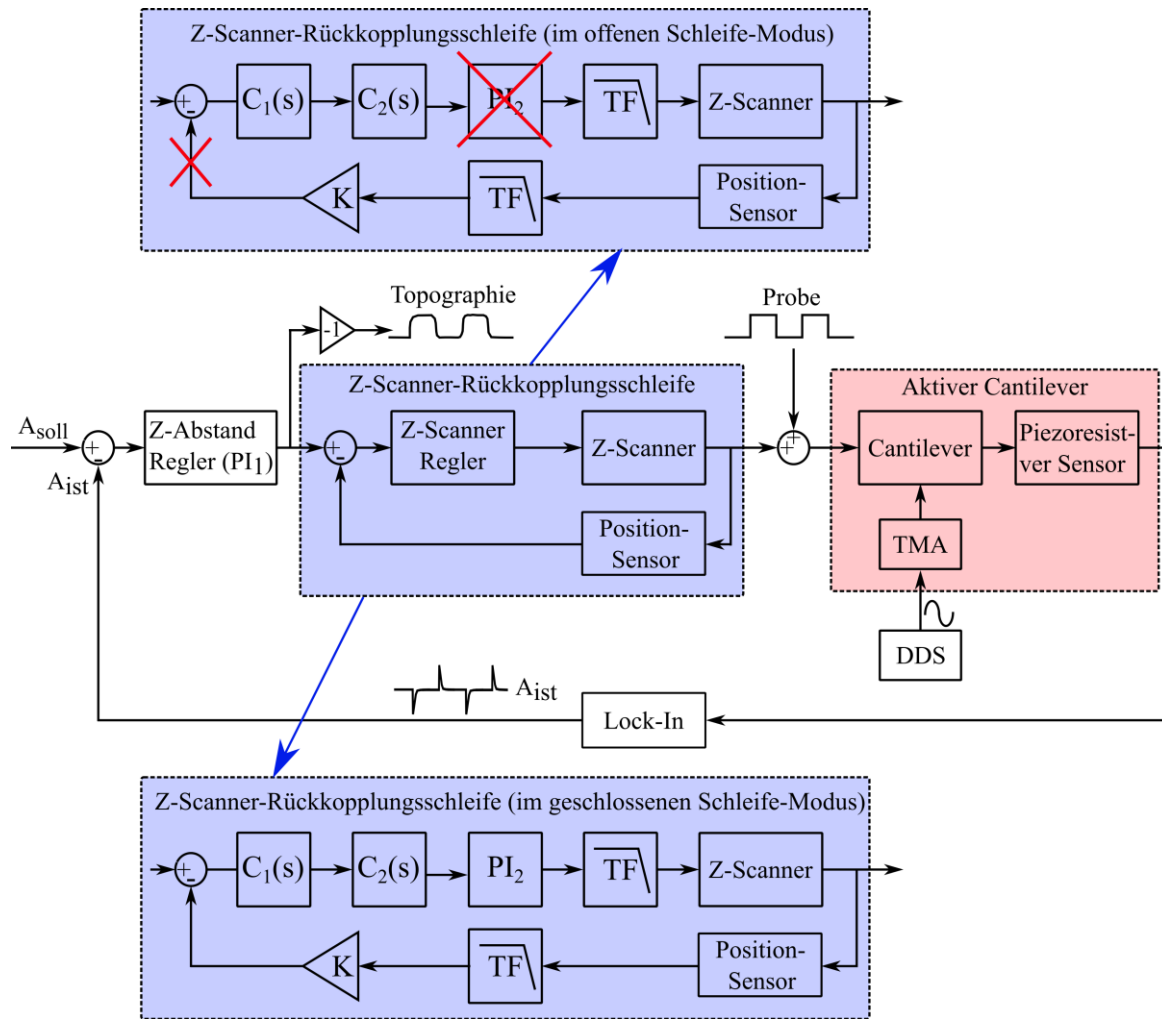 Z-Scanner-Rückkopplungsschleife (im offenen Schleife-Modus)
+
-
C1(s)
C2(s)
PI2
TF
Z-Scanner
K
TF
Position-
Sensor
Topographie
-1
Probe
Z-Scanner-Rückkopplungsschleife
Aktiver Cantilever
Asoll
+
-
Aist
Z-Abstand
Regler (PI1)
+
-
Z-Scanner
Regler
Z-Scanner
Position-
Sensor
+
+
Cantilever
Piezoresist-
iver Sensor
TMA
DDS
Aist
Lock-In
Z-Scanner-Rückkopplungsschleife (im geschlossenen Schleife-Modus)
+
-
C1(s)
C2(s)
PI2
TF
Z-Scanner
K
TF
Position-
Sensor